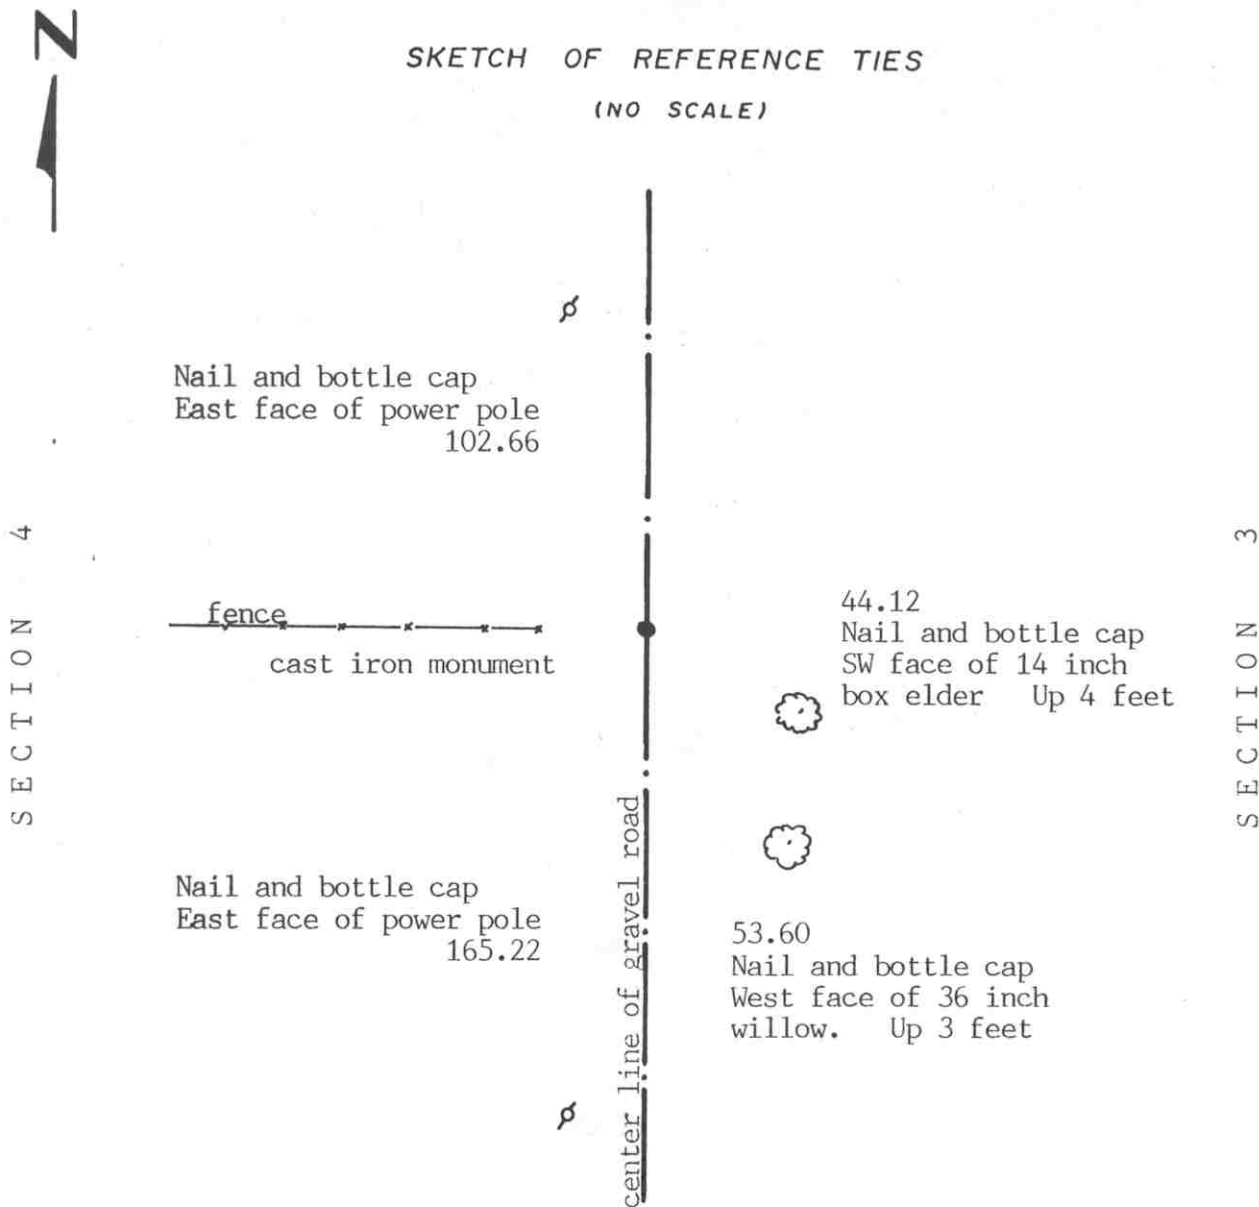 N
SKETCH OF REFERENCE TIES
(NO SCALE)
Nail and bottle cap
East face of power pole
102.66
SECTION 4
fence
cast iron monument
44.12
Nail and bottle cap
SW face of 14 inch
box elder Up 4 feet
SECTION 3
Nail and bottle cap
East face of power pole
165.22
center line of gravel road
53.60
Nail and bottle cap
West face of 36 inch
willow. Up 3 feet